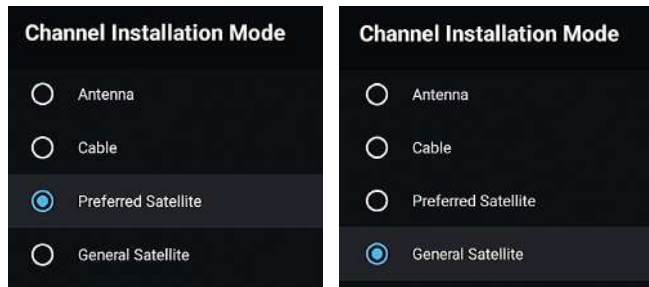 Channel Installation Mode
Antenna
Cable
Preferred Satellite
General Satellite
Channel Installation Mode
Antenna
Cable
Preferred Satellite
General Satellite